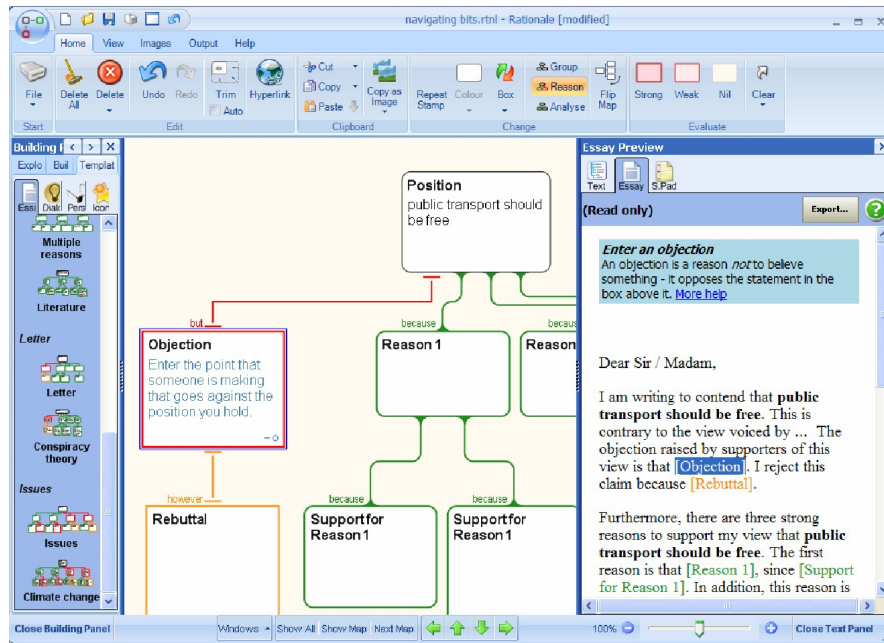 navigating bits.rtnl - Rationale [modified]
Home View Images Output Help
File
Delete All
Delete
Undo
Redo
Trim
Auto
Hyperlink
Cut
Copy
Paste
Copy as Image
Repeat Stamp
Colour
Box
Group
Reason
Analyse
Flip Map
Strong
Weak
Nil
Clear
Start
Edit
Clipboard
Change
Evaluate
Building
Explo Buil Templat
Essa Dialo Pers Icon
Multiple
reasons
Literature
Letter
Letter
Conspiracy
theory
Issues
Issues
Climate change
Position
public transport should
be free
but
because
because
Objection
Enter the point that
someone is making
that goes against the
position you hold.
Reason 1
Reason
however
because
because
Rebuttal
Support for
Reason 1
Support for
Reason 1
Essay Preview
Text Essay S.Pad
(Read only)
Export...
Enter an objection
An objection is a reason not to believe
something - it opposes the statement in the
box above it. More help
Dear Sir / Madam,
I am writing to contend that public
transport should be free. This is
contrary to the view voiced by ... The
objection raised by supporters of this
view is that [Objection]. I reject this
claim because [Rebuttal].
Furthermore, there are three strong
reasons to support my view that public
transport should be free. The first
reason is that [Reason 1], since [Support
for Reason 1]. In addition, this reason is
Close Building Panel
Windows
Show All
Show Map
Next Map
100%
Close Text Panel